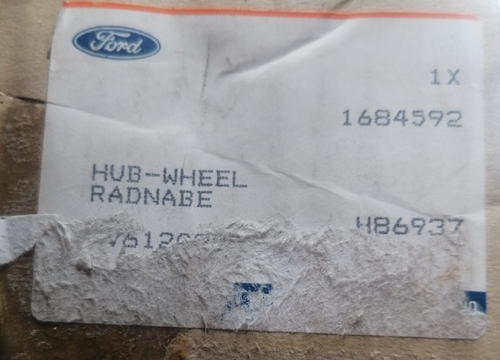 Ford
1X
1684592
HUB-WHEEL
RADNABE
H86937